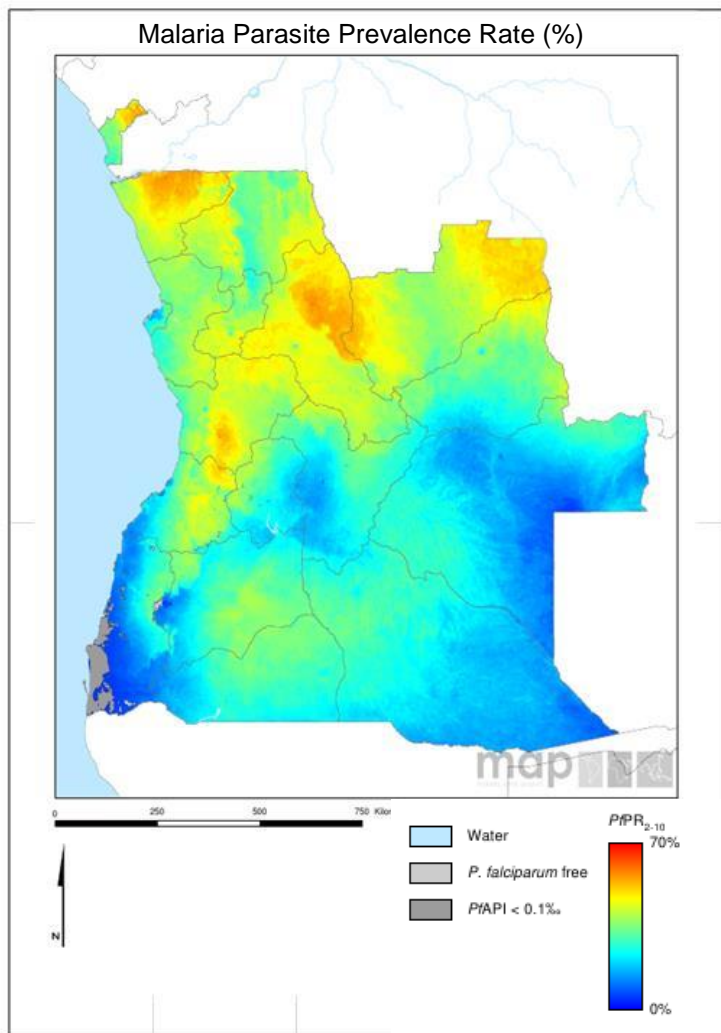 Malaria Parasite Prevalence Rate (%)
map
0 250 500 750 Kilor
PfPR2-10
Water
70%
P. falciparum free
PfAPI < 0.1‰
N
0%